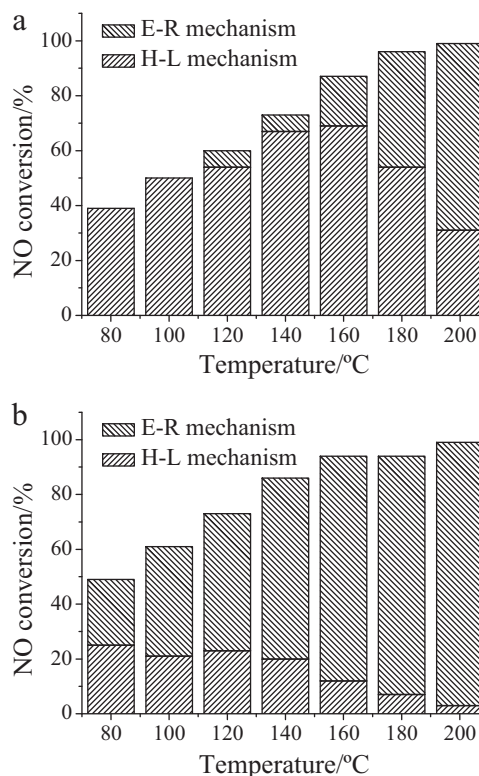 a
E-R mechanism
H-L mechanism
NO conversion/%
100
80
60
40
20
0
80 100 120 140 160 180 200
Temperature/ºC
b
E-R mechanism
H-L mechanism
NO conversion/%
100
80
60
40
20
0
80 100 120 140 160 180 200
Temperature/ºC